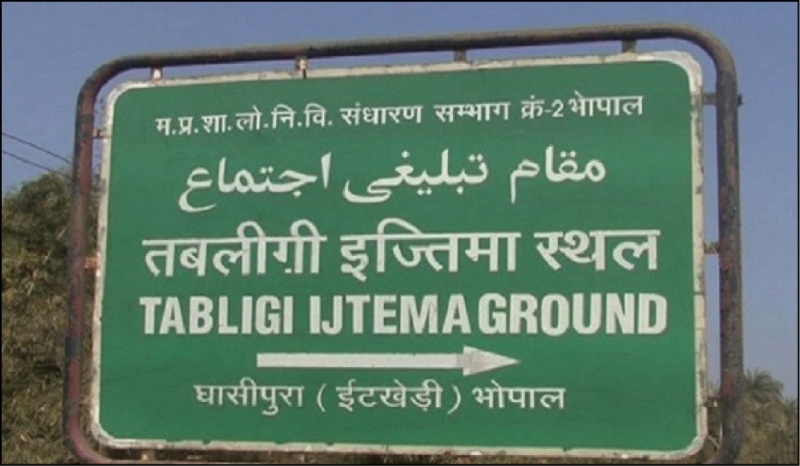 म.प्र.शा.लो.नि.वि. संधारण सम्भाग क्रं-2 भोपाल
مقام تبلیغی اجتماع
तबलीग़ी इज्तिमा स्थल
TABLIGI IJTEMA GROUND
घासीपुरा ( ईटखेड़ी ) भोपाल